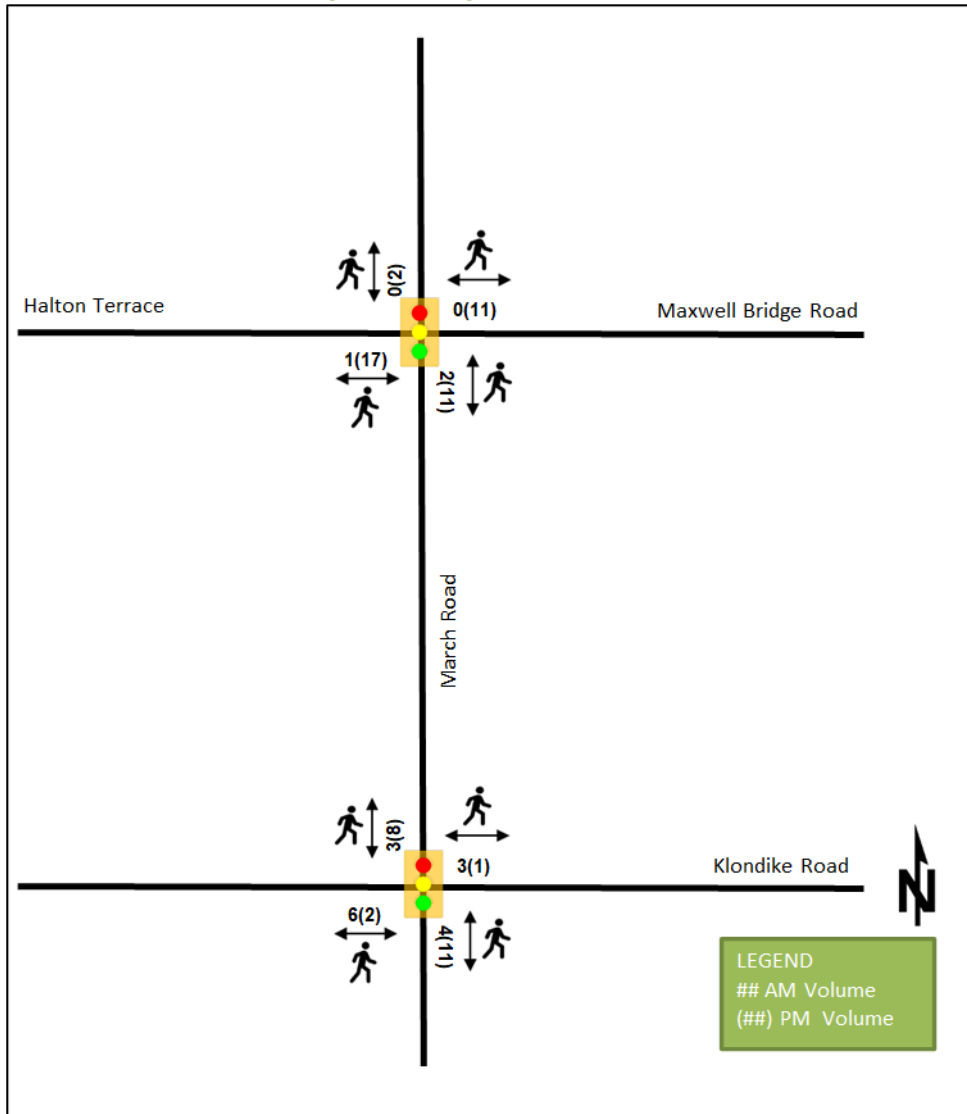 0(2)
0(11)
Halton Terrace
Maxwell Bridge Road
1(17)
2(11)
March Road
3(8)
3(1)
Klondike Road
6(2)
4(11)
N
LEGEND
## AM Volume
(##) PM Volume